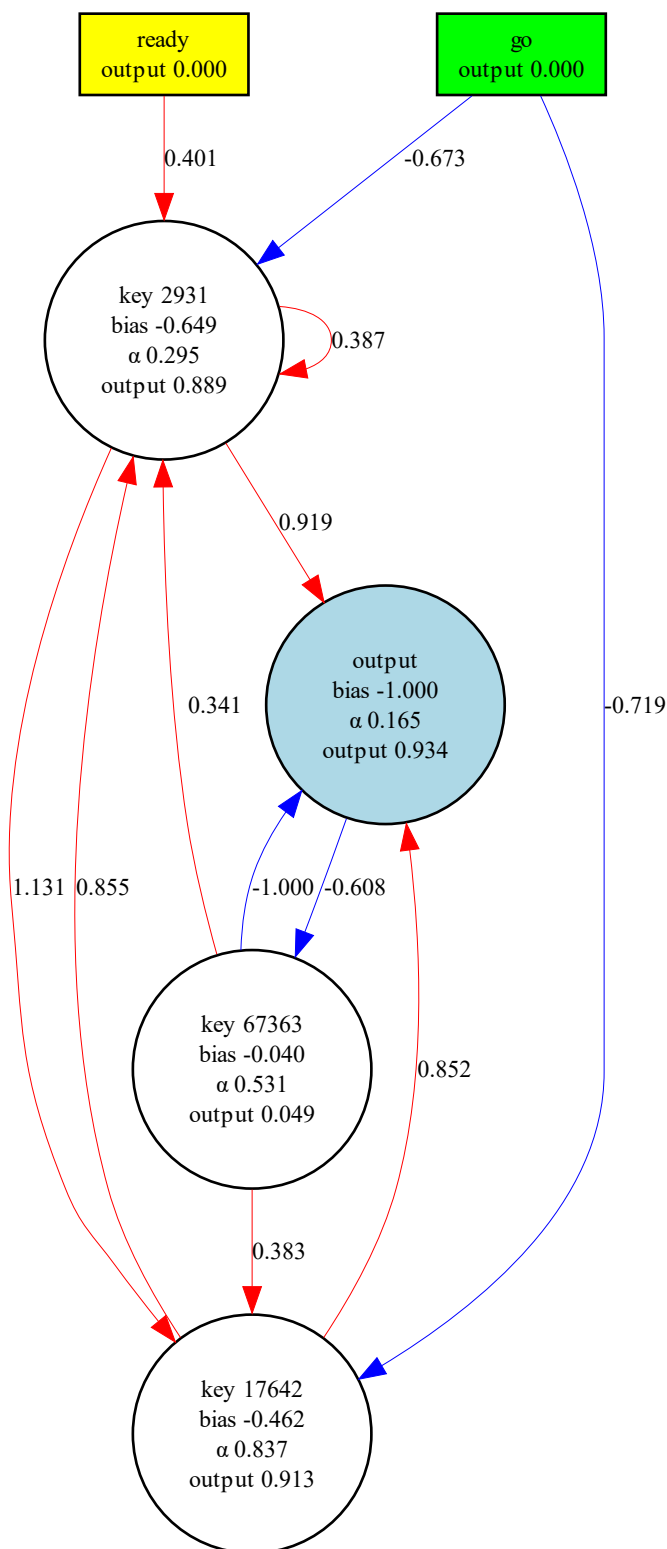 ready
output 0.000
go
output 0.000
0.401
-0.673
key 2931
bias -0.649
α 0.295
output 0.889
0.387
0.919
output
bias -1.000
α 0.165
output 0.934
0.341
-0.719
1.131
0.855
-1.000
-0.608
0.852
key 67363
bias -0.040
α 0.531
output 0.049
0.383
key 17642
bias -0.462
α 0.837
output 0.913